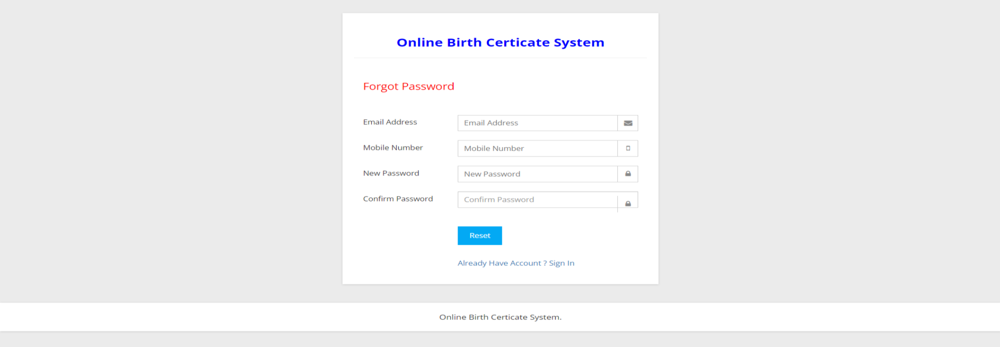 Online Birth Certicate System
Forgot Password
Email Address Email Address
Mobile Number Mobile Number
New Password New Password
Confirm Password Confirm Password
Reset
Already Have Account ? Sign In
Online Birth Certicate System.